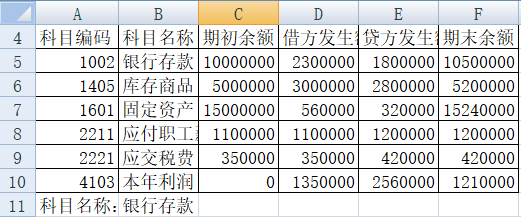 A B C D E F
4 科目编码 科目名称 期初余额 借方发生 贷方发生 期末余额
5 1002 银行存款 10000000 2300000 1800000 10500000
6 1405 库存商品 5000000 3000000 2800000 5200000
7 1601 固定资产 15000000 560000 320000 15240000
8 2211 应付职工 1100000 1100000 1200000 1200000
9 2221 应交税费 350000 350000 420000 420000
10 4103 本年利润 0 1350000 2560000 1210000
11 科目名称: 银行存款